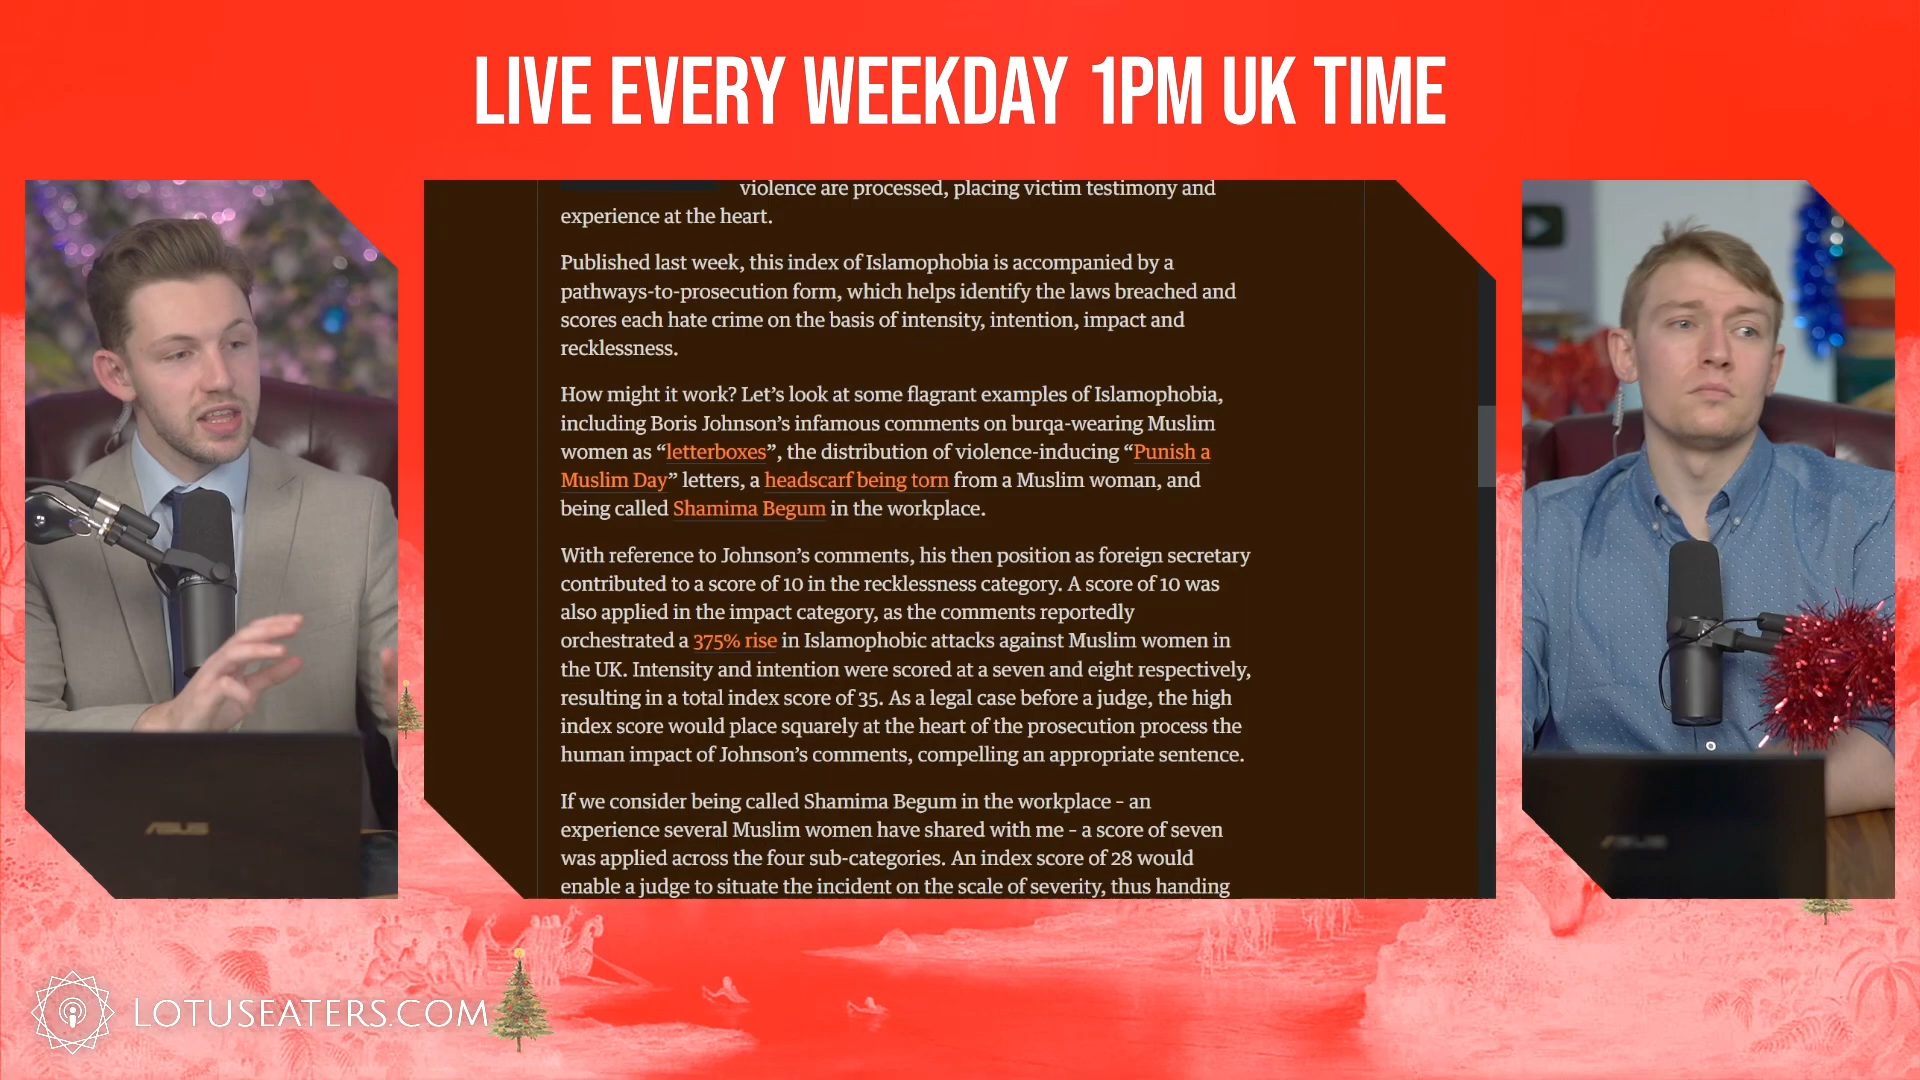 LIVE EVERY WEEKDAY 1PM UK TIME
violence are processed, placing victim testimony and
experience at the heart.
Published last week, this index of Islamophobia is accompanied by a
pathways-to-prosecution form, which helps identify the laws breached and
scores each hate crime on the basis of intensity, intention, impact and
recklessness.
How might it work? Let’s look at some flagrant examples of Islamophobia,
including Boris Johnson’s infamous comments on burqa-wearing Muslim
women as “letterboxes”, the distribution of violence-inducing “Punish a
Muslim Day” letters, a headscarf being torn from a Muslim woman, and
being called Shamima Begum in the workplace.
With reference to Johnson’s comments, his then position as foreign secretary
contributed to a score of 10 in the recklessness category. A score of 10 was
also applied in the impact category, as the comments reportedly
orchestrated a 375% rise in Islamophobic attacks against Muslim women in
the UK. Intensity and intention were scored at a seven and eight respectively,
resulting in a total index score of 35. As a legal case before a judge, the high
index score would place squarely at the heart of the prosecution process the
human impact of Johnson’s comments, compelling an appropriate sentence.
If we consider being called Shamima Begum in the workplace – an
experience several Muslim women have shared with me – a score of seven
was applied across the four sub-categories. An index score of 28 would
enable a judge to situate the incident on the scale of severity, thus handing
ASUS
LOTUSEATERS.COM